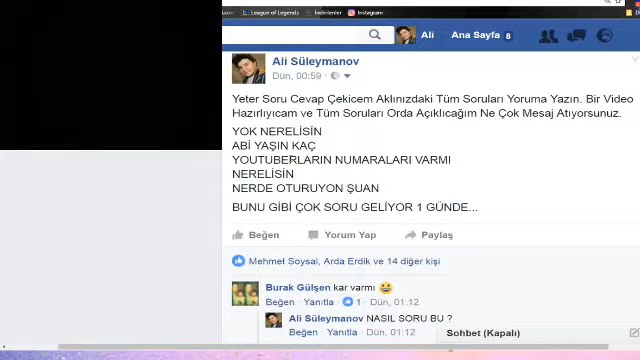 League of Legends
İndirilenler
Instagram
Ali
Ana Sayfa 8
Ali Süleymanov
Dün, 00:59 ·
Yeter Soru Cevap Çekicem Aklınızdaki Tüm Soruları Yoruma Yazın. Bir Video
Hazırlıyıcam ve Tüm Soruları Orda Açıklıcağım Ne Çok Mesaj Atıyorsunuz.
YOK NERELİSİN
ABİ YAŞIN KAÇ
YOUTUBERLARIN NUMARALARI VARMI
NERELİSİN
NERDE OTURUYON ŞUAN
BUNU GİBİ ÇOK SORU GELİYOR 1 GÜNDE...
Beğen Yorum Yap Paylaş
Mehmet Soysal, Arda Erdik ve 14 diğer kişi
Burak Gülşen kar varmı 😀
Beğen · Yanıtla · 1 · Dün, 01:12
Ali Süleymanov NASIL SORU BU ?
Beğen · Yanıtla · Dün, 01:12
Sohbet (Kapalı)